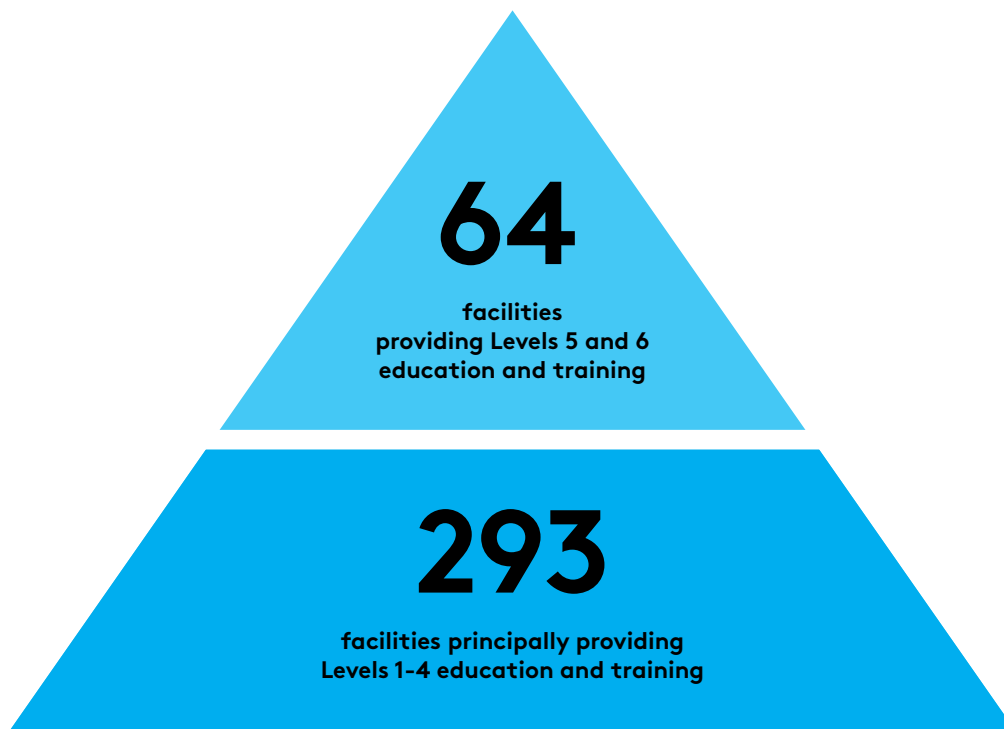 64
facilities
providing Levels 5 and 6
education and training
293
facilities principally providing
Levels 1-4 education and training